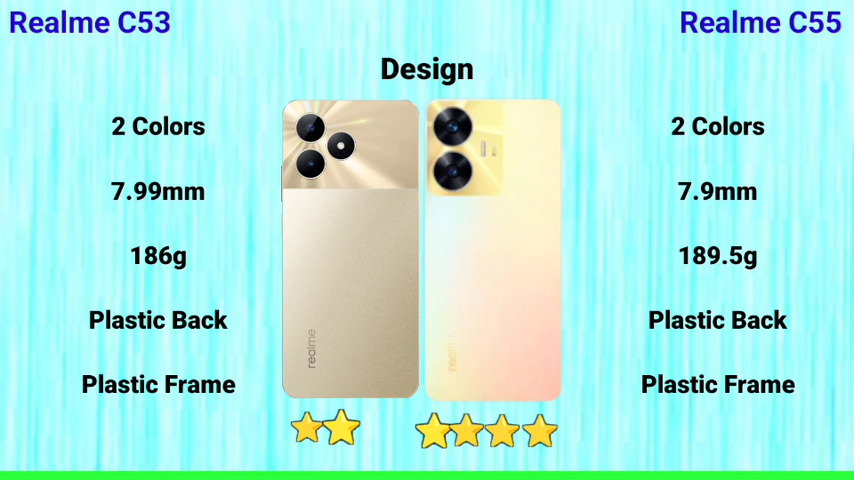 Realme C53
Realme C55
Design
2 Colors
2 Colors
7.99mm
7.9mm
186g
189.5g
Plastic Back
Plastic Back
realme
realme
Plastic Frame
Plastic Frame